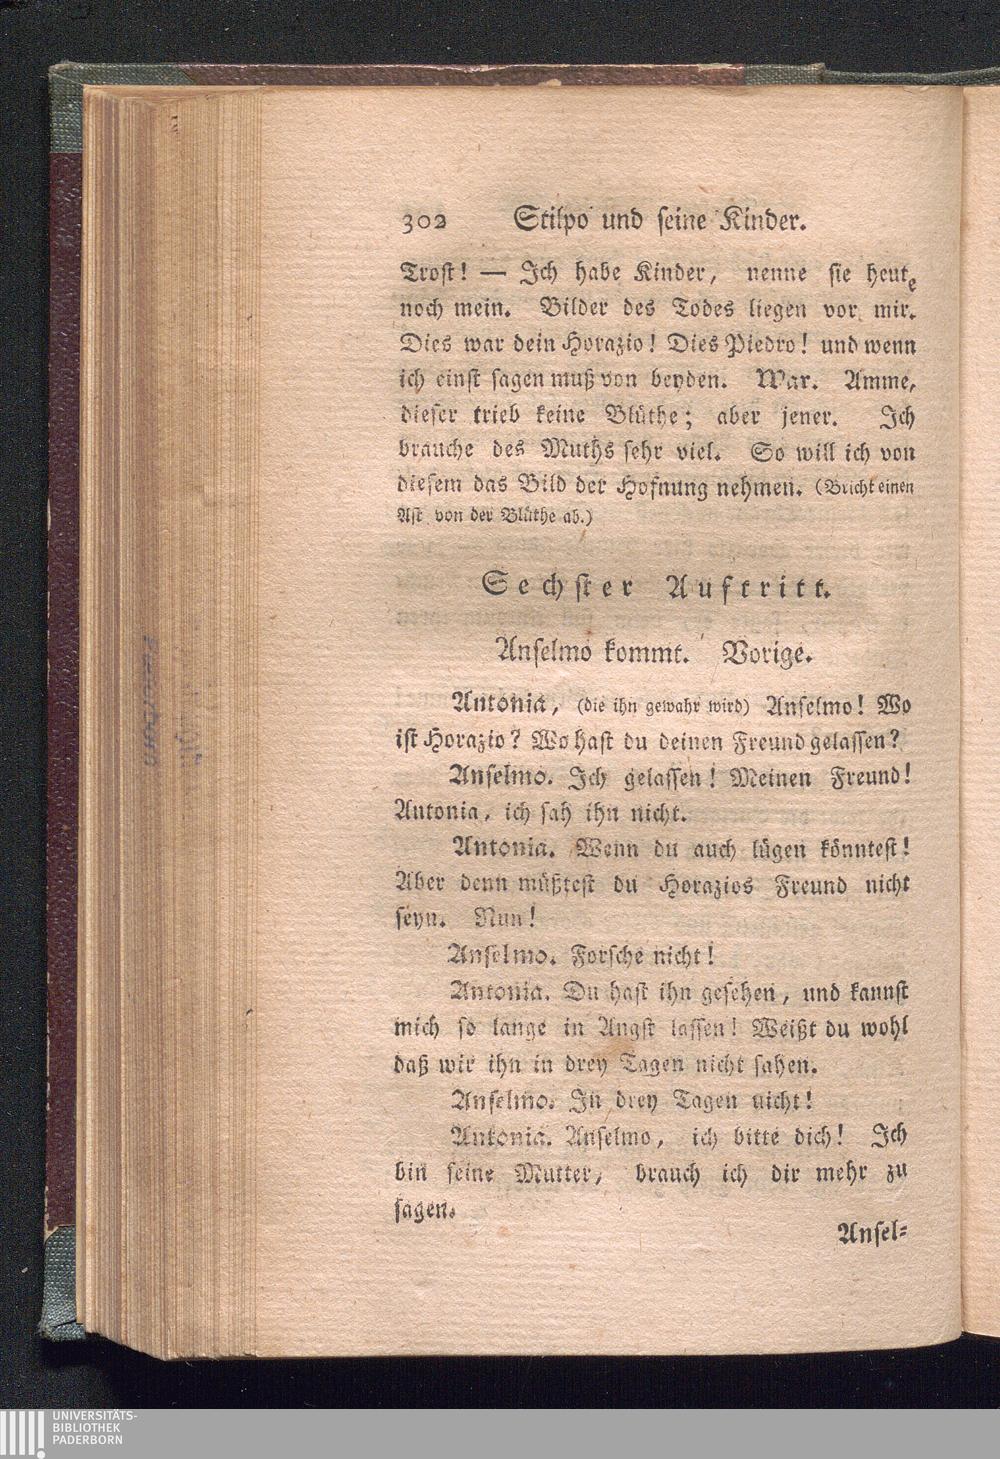 302 Stilpo und seine Kinder.
Trost! — Ich habe Kinder, nenne sie heute
noch mein. Bilder des Todes liegen vor mir.
Dies war dein Horazio! Dies Piedro! und wenn
ich einst sagen muß von beyden. War. Amme,
dieser trieb keine Blüthe; aber jener. Ich
brauche des Muths sehr viel. So will ich von
diesem das Bild der Hofnung nehmen. (Bricht einen
Ast von der Blüthe ab.)
Sechster Auftritt.
Anselmo kommt. Vorige.
Antonia, (die ihn gewahr wird) Anselmo! Wo
ist Horazio? Wo hast du deinen Freund gelassen?
Anselmo. Ich gelassen! Meinen Freund!
Antonia, ich sah ihn nicht.
Antonia. Wenn du auch lügen könntest!
Aber denn müßtest du Horazios Freund nicht
seyn. Nun!
Anselmo. Forsche nicht!
Antonia. Du hast ihn gesehen, und kannst
mich so lange in Angst lassen! Weißt du wohl
daß wir ihn in drey Tagen nicht sahen.
Anselmo. In drey Tagen nicht!
Antonia. Anselmo, ich bitte dich! Ich
bin seine Mutter, brauch ich dir mehr zu
sagen.
Ansel-
UNIVERSITÄTS-
BIBLIOTHEK
PADERBORN